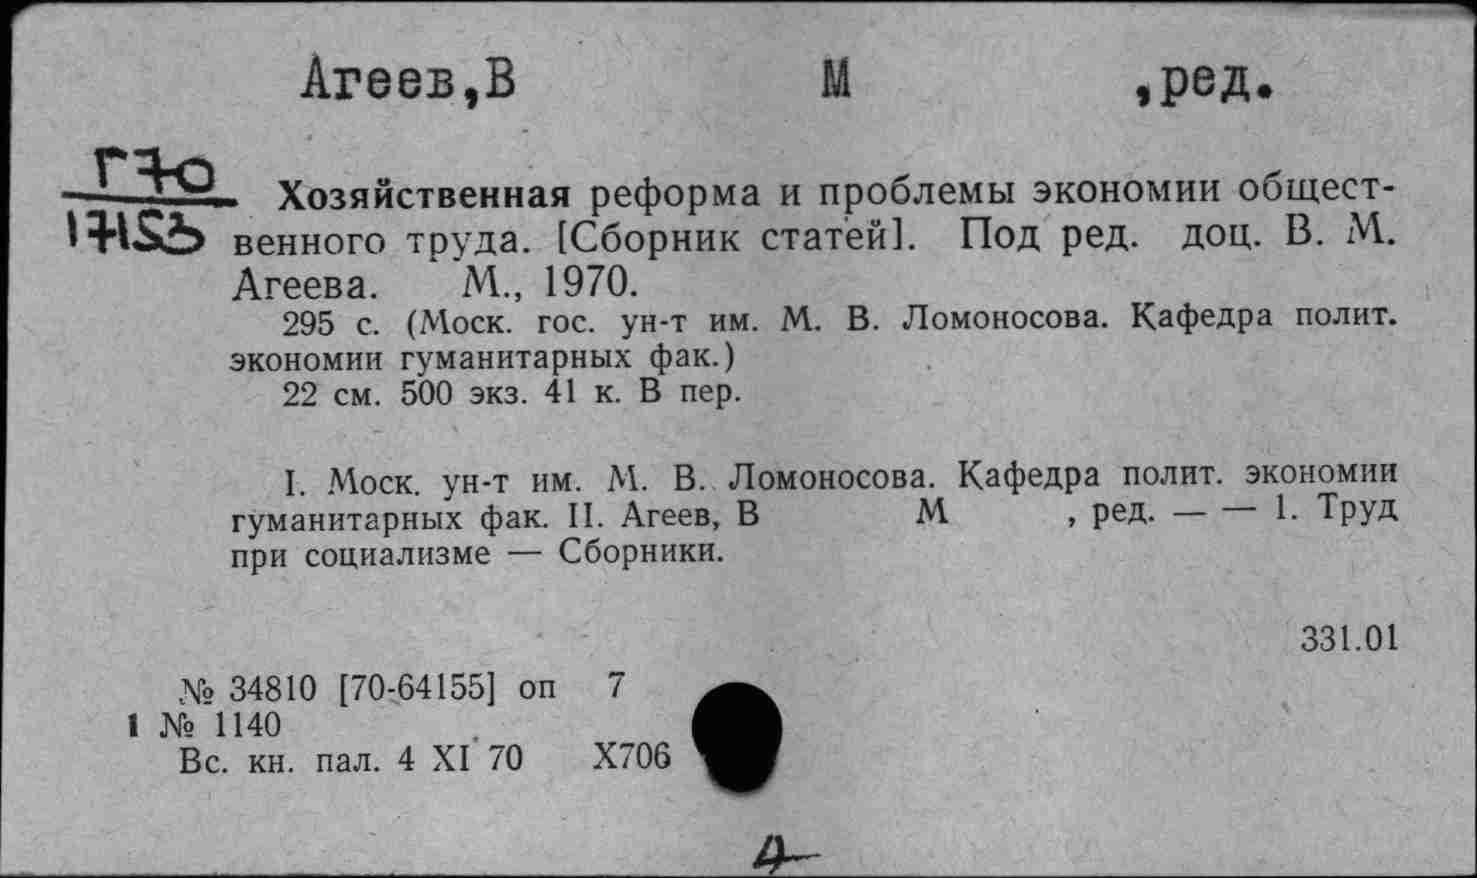 Агеев,В М ,ред.
Г70
Хозяйственная реформа и проблемы экономии общест-
венного труда. [Сборник статей]. Под ред. доц. В. М.
Агеева. М., 1970.
295 с. (Моск. гос. ун-т им. М. В. Ломоносова. Кафедра полит.
экономии гуманитарных фак.)
22 см. 500 экз. 41 к. В пер.
I. Моск. ун-т им. М. В. Ломоносова. Кафедра полит. экономии
гуманитарных фак. II. Агеев, В М , ред. — — 1. Труд
при социализме — Сборники.
331.01
№ 34810 [70-64155] оп 7
1 № 1140
Вс. кн. пал. 4 XI 70 Х706
4